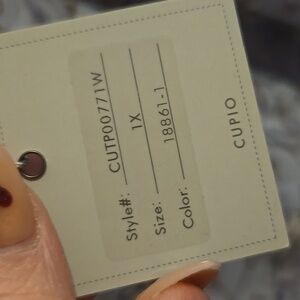 Style#: CUTP00771W
Size: 1X
Color: 18861-1
CUPIO